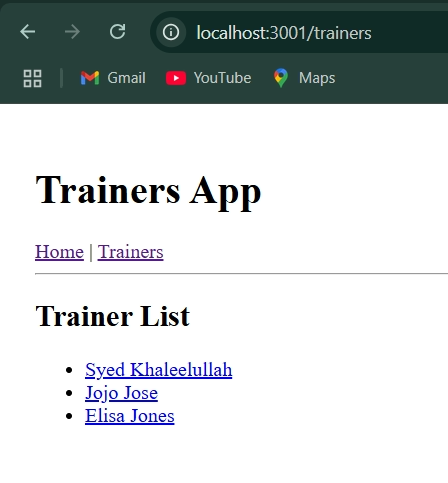 localhost:3001/trainers
Gmail YouTube Maps
Trainers App
Home | Trainers
Trainer List
Syed Khaleelullah
Jojo Jose
Elisa Jones